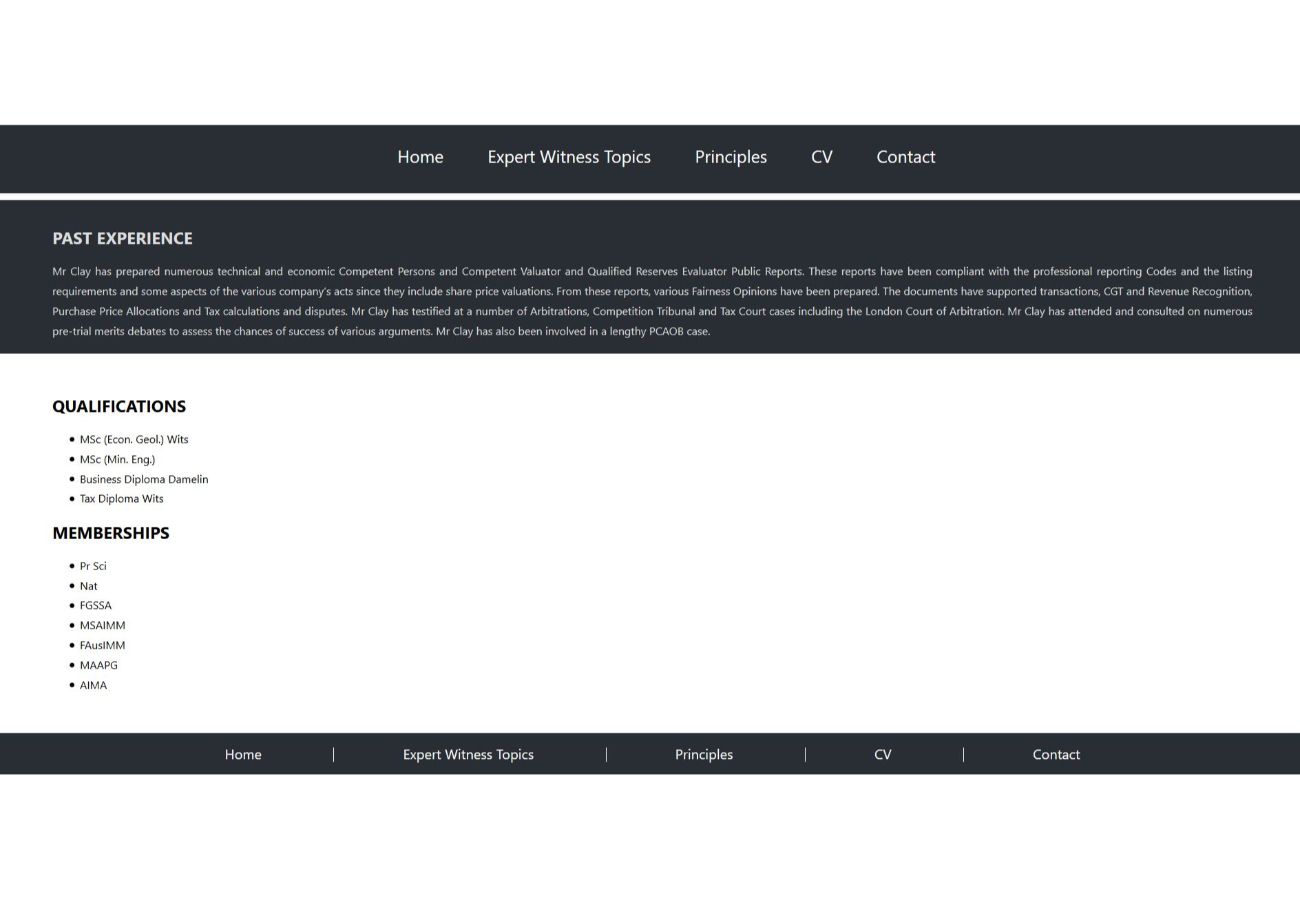 Home Expert Witness Topics Principles CV Contact
PAST EXPERIENCE
Mr Clay has prepared numerous technical and economic Competent Persons and Competent Valuator and Qualified Reserves Evaluator Public Reports. These reports have been compliant with the professional reporting Codes and the listing
requirements and some aspects of the various company's acts since they include share price valuations. From these reports, various Fairness Opinions have been prepared. The documents have supported transactions, CGT and Revenue Recognition,
Purchase Price Allocations and Tax calculations and disputes. Mr Clay has testified at a number of Arbitrations, Competition Tribunal and Tax Court cases including the London Court of Arbitration. Mr Clay has attended and consulted on numerous
pre-trial merits debates to assess the chances of success of various arguments. Mr Clay has also been involved in a lengthy PCAOB case.
QUALIFICATIONS
• MSc (Econ. Geol.) Wits
• MSc (Min. Eng.)
• Business Diploma Damelin
• Tax Diploma Wits
MEMBERSHIPS
• Pr Sci
• Nat
• FGSSA
• MSAIMM
• FAusIMM
• MAAPG
• AIMA
Home | Expert Witness Topics | Principles | CV | Contact